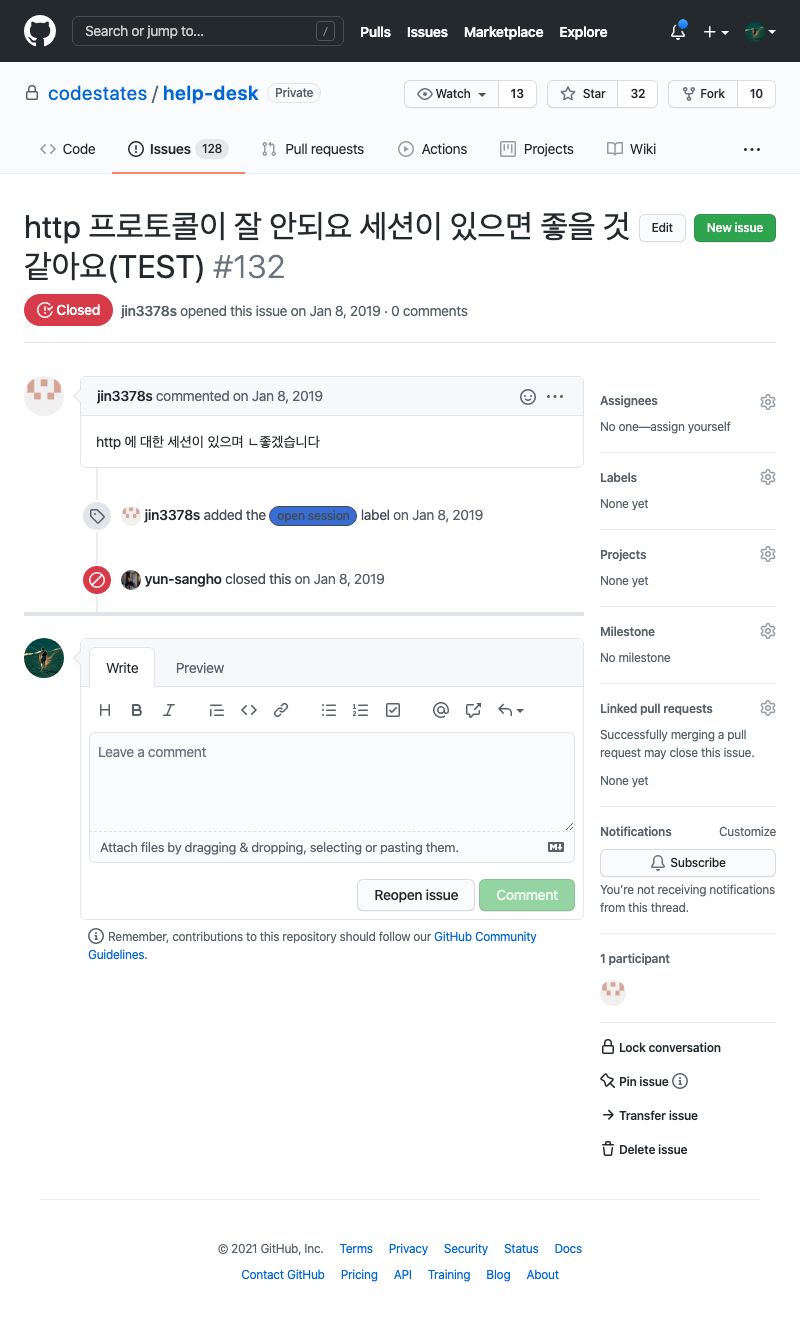 Search or jump to... /
Pulls Issues Marketplace Explore
codestates / help-desk Private
Watch 13 Star 32 Fork 10
Code Issues 128 Pull requests Actions Projects Wiki ...
http 프로토콜이 잘 안되요 세션이 있으면 좋을 것
같아요(TEST) #132
Edit New issue
Closed jin3378s opened this issue on Jan 8, 2019 · 0 comments
jin3378s commented on Jan 8, 2019
http 에 대한 세션이 있으며 ㄴ좋겠습니다
jin3378s added the open session label on Jan 8, 2019
yun-sangho closed this on Jan 8, 2019
Write Preview
H B I
Leave a comment
Attach files by dragging & dropping, selecting or pasting them.
Reopen issue Comment
Remember, contributions to this repository should follow our GitHub Community
Guidelines.
Assignees
No one—assign yourself
Labels
None yet
Projects
None yet
Milestone
No milestone
Linked pull requests
Successfully merging a pull
request may close this issue.
None yet
Notifications Customize
Subscribe
You’re not receiving notifications
from this thread.
1 participant
Lock conversation
Pin issue
Transfer issue
Delete issue
© 2021 GitHub, Inc. Terms Privacy Security Status Docs
Contact GitHub Pricing API Training Blog About